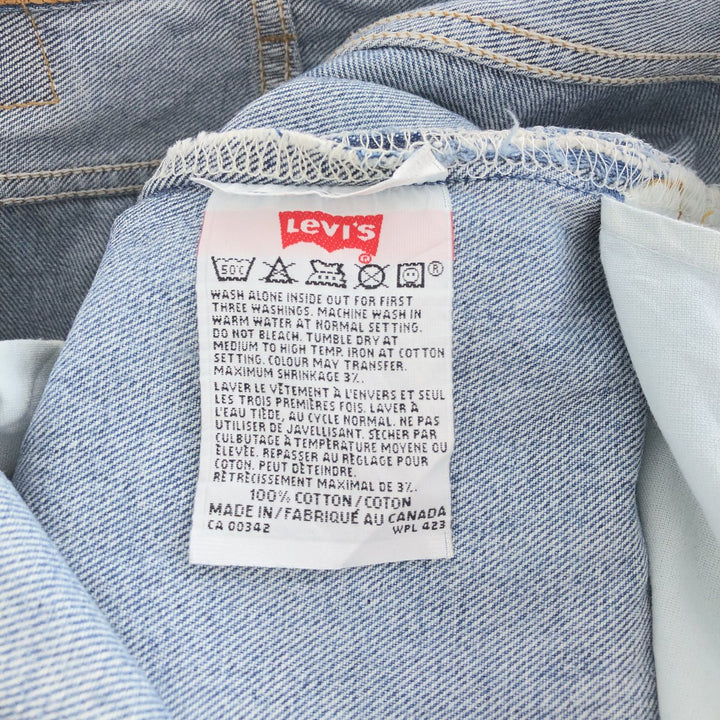 LEVI'S
50C ®
WASH ALONE INSIDE OUT FOR FIRST
THREE WASHINGS. MACHINE WASH IN
WARM WATER AT NORMAL SETTING.
DO NOT BLEACH. TUMBLE DRY AT
MEDIUM TO HIGH TEMP. IRON AT COTTON
SETTING. COLOUR MAY TRANSFER.
MAXIMUM SHRINKAGE 3%.
LAVER LE VÊTEMENT À L'ENVERS ET SEUL
LES TROIS PREMIÈRES FOIS. LAVER À
L'EAU TIÈDE, AU CYCLE NORMAL. NE PAS
UTILISER DE JAVELLISANT. SÉCHER PAR
CULBUTAGE À TEMPÉRATURE MOYENNE OU
ÉLEVÉE. REPASSER AU RÉGLAGE POUR
COTON. PEUT DÉTEINDRE.
RÉTRÉCISSEMENT MAXIMAL DE 3%.
100% COTTON/COTON
MADE IN/FABRIQUÉ AU CANADA
CA 00342 WPL 423